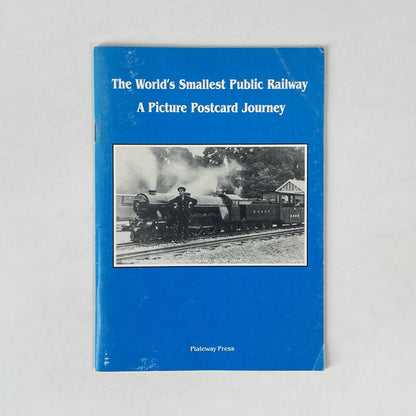 The World's Smallest Public Railway
A Picture Postcard Journey
Plateway Press